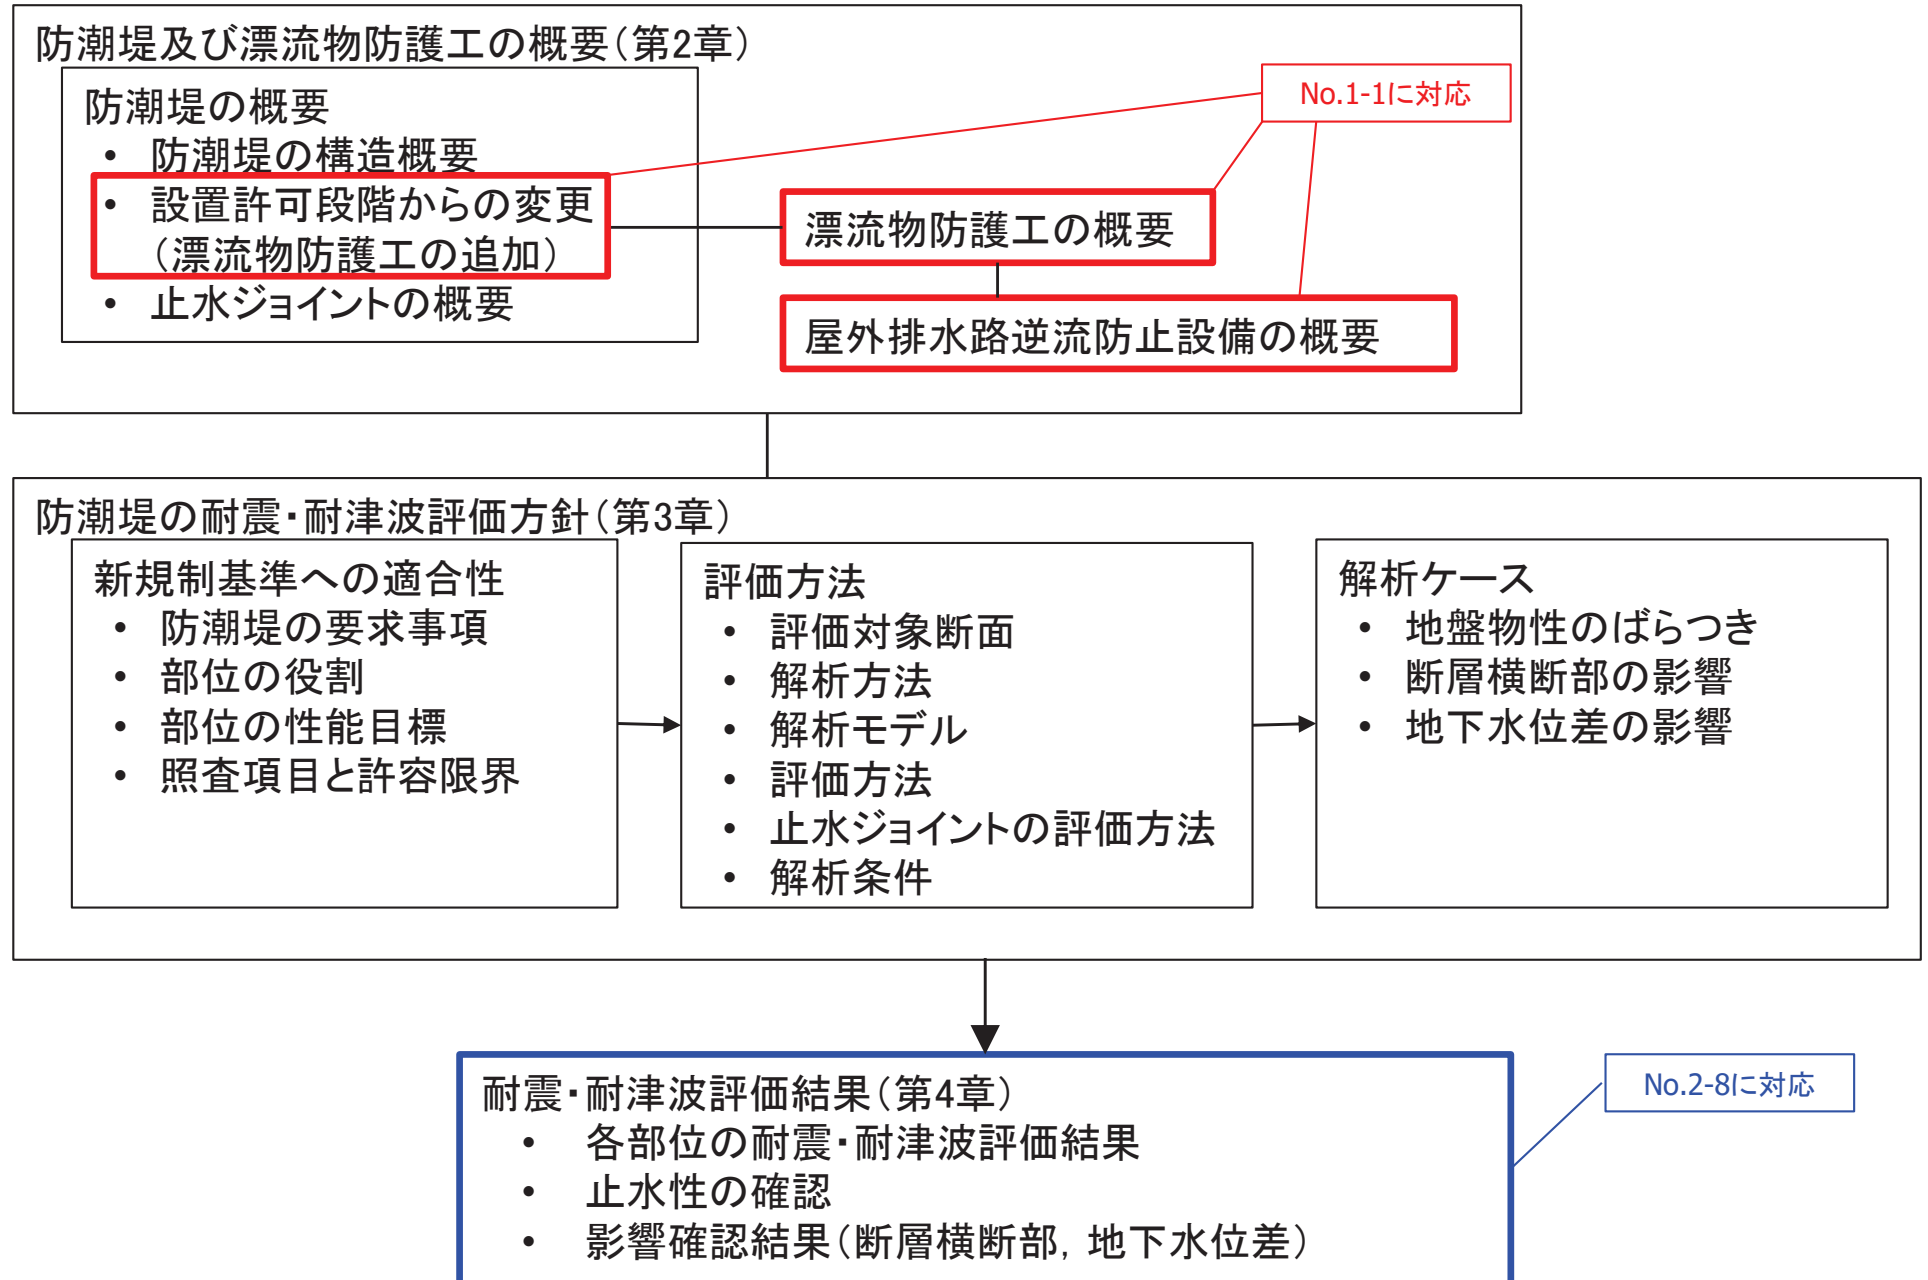 防潮堤及び漂流物防護工の概要（第2章）
防潮堤の概要
• 防潮堤の構造概要
• 設置許可段階からの変更
（漂流物防護工の追加）
• 止水ジョイントの概要
No.1-1に対応
漂流物防護工の概要
屋外排水路逆流防止設備の概要
防潮堤の耐震・耐津波評価方針（第3章）
新規制基準への適合性
• 防潮堤の要求事項
• 部位の役割
• 部位の性能目標
• 照査項目と許容限界
評価方法
• 評価対象断面
• 解析方法
• 解析モデル
• 評価方法
• 止水ジョイントの評価方法
• 解析条件
解析ケース
• 地盤物性のばらつき
• 断層横断部の影響
• 地下水位差の影響
耐震・耐津波評価結果（第4章）
• 各部位の耐震・耐津波評価結果
• 止水性の確認
• 影響確認結果（断層横断部，地下水位差）
No.2-8に対応